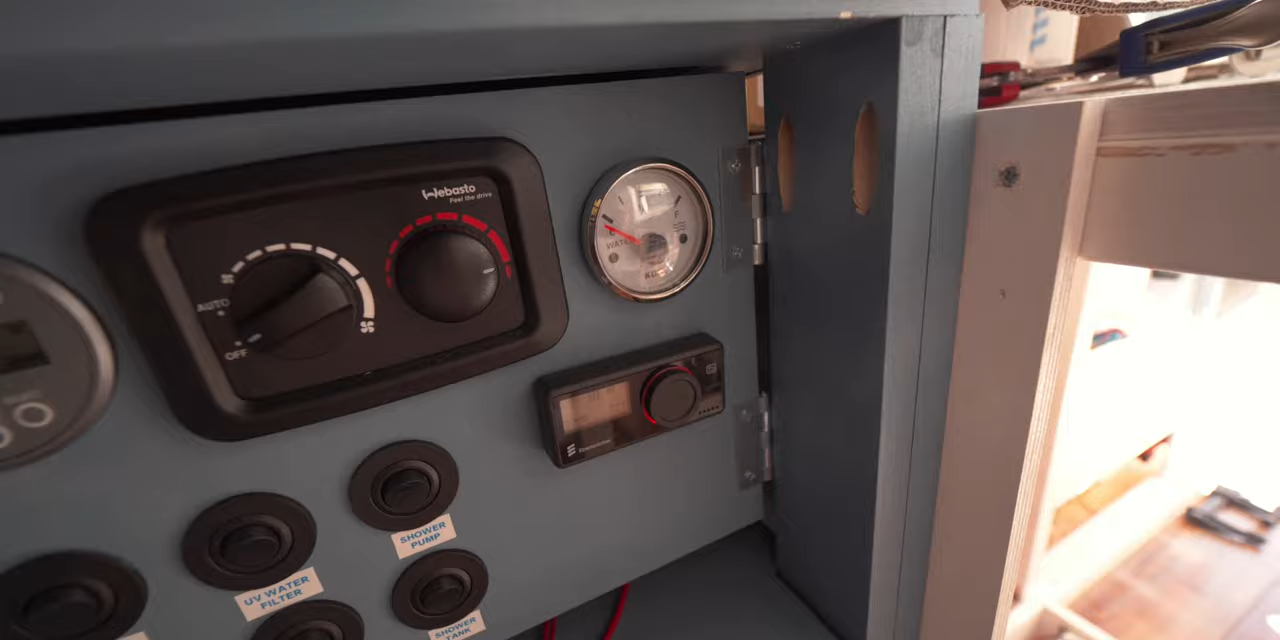 Webasto
Feel the drive
AUTO
OFF
E
F
WATER
SHOWER
PUMP
UV WATER
FILTER
SHOWER
TANK